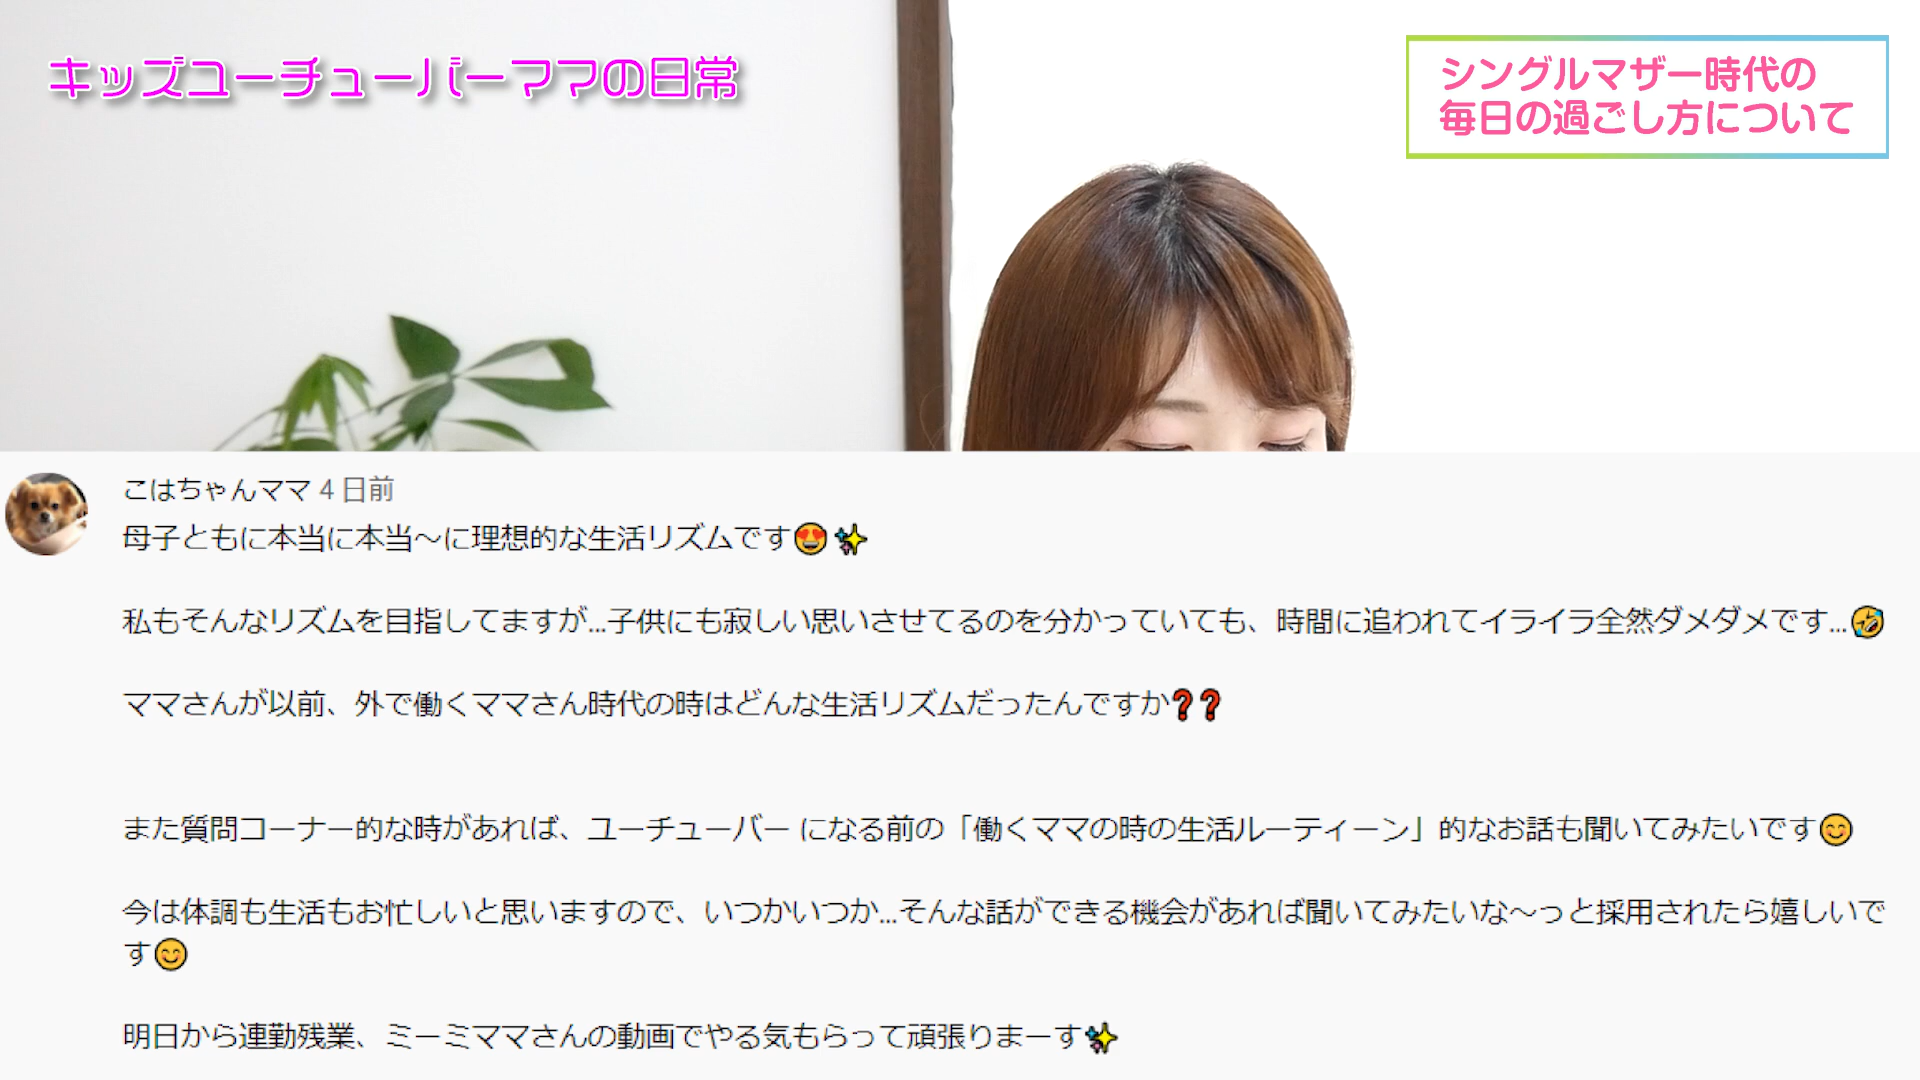 キッズユーチューバーママの日常
シングルマザー時代の
毎日の過ごし方について
こはちゃんママ 4 日前
母子ともに本当に本当〜に理想的な生活リズムです😍✨
私もそんなリズムを目指してますが...子供にも寂しい思いさせてるのを分かっていても、時間に追われてイライラ全然ダメダメです...🤣
ママさんが以前、外で働くママさん時代の時はどんな生活リズムだったんですか❓❓
また質問コーナー的な時があれば、ユーチューバー になる前の「働くママの時の生活ルーティーン」的なお話も聞いてみたいです😊
今は体調も生活もお忙しいと思いますので、いつかいつか...そんな話ができる機会があれば聞いてみたいな〜っと採用されたら嬉しいで
す😊
明日から連勤残業、ミーミママさんの動画でやる気もらって頑張りまーす✨